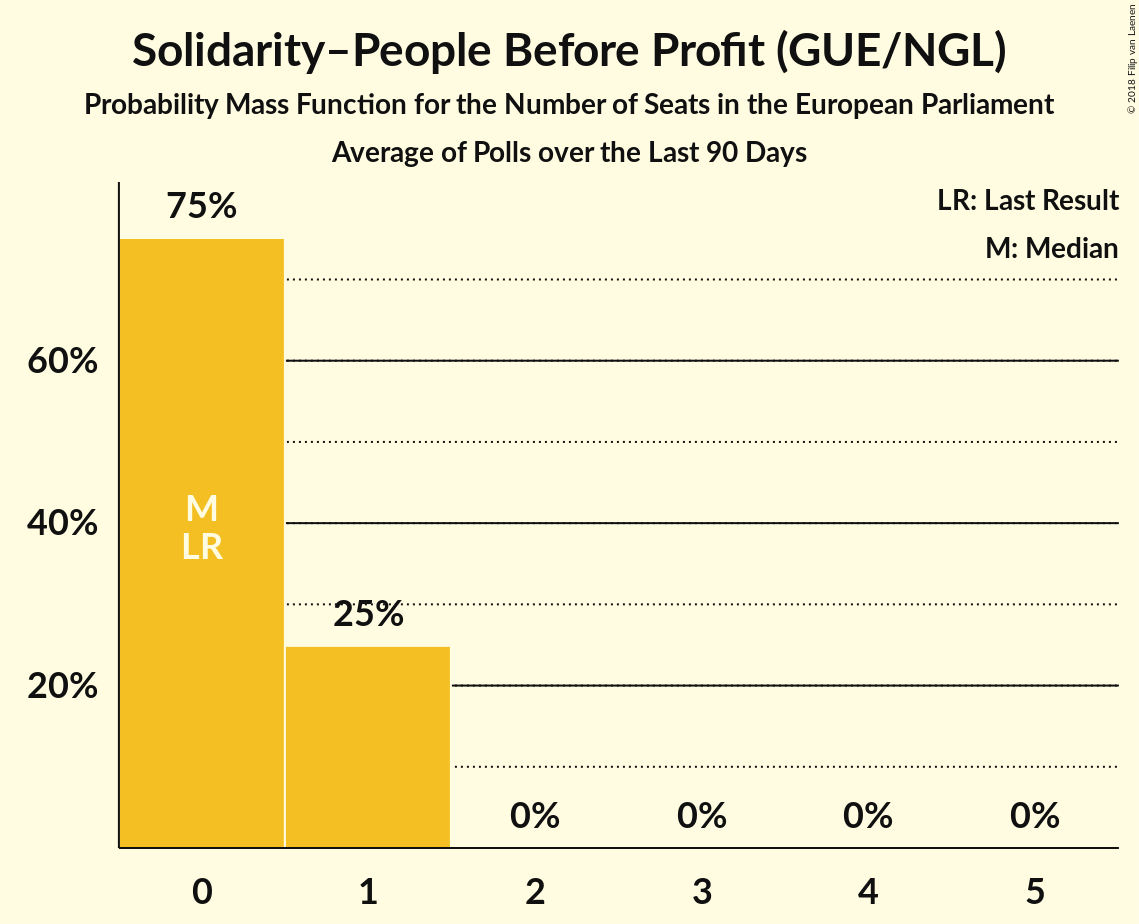 Solidarity–People Before Profit (GUE/NGL)
Probability Mass Function for the Number of Seats in the European Parliament
Average of Polls over the Last 90 Days
© 2018 Filip van Laenen
LR: Last Result
M: Median
75%
60%
M
40%
LR
25%
20%
0% 0% 0% 0%
0 1 2 3 4 5